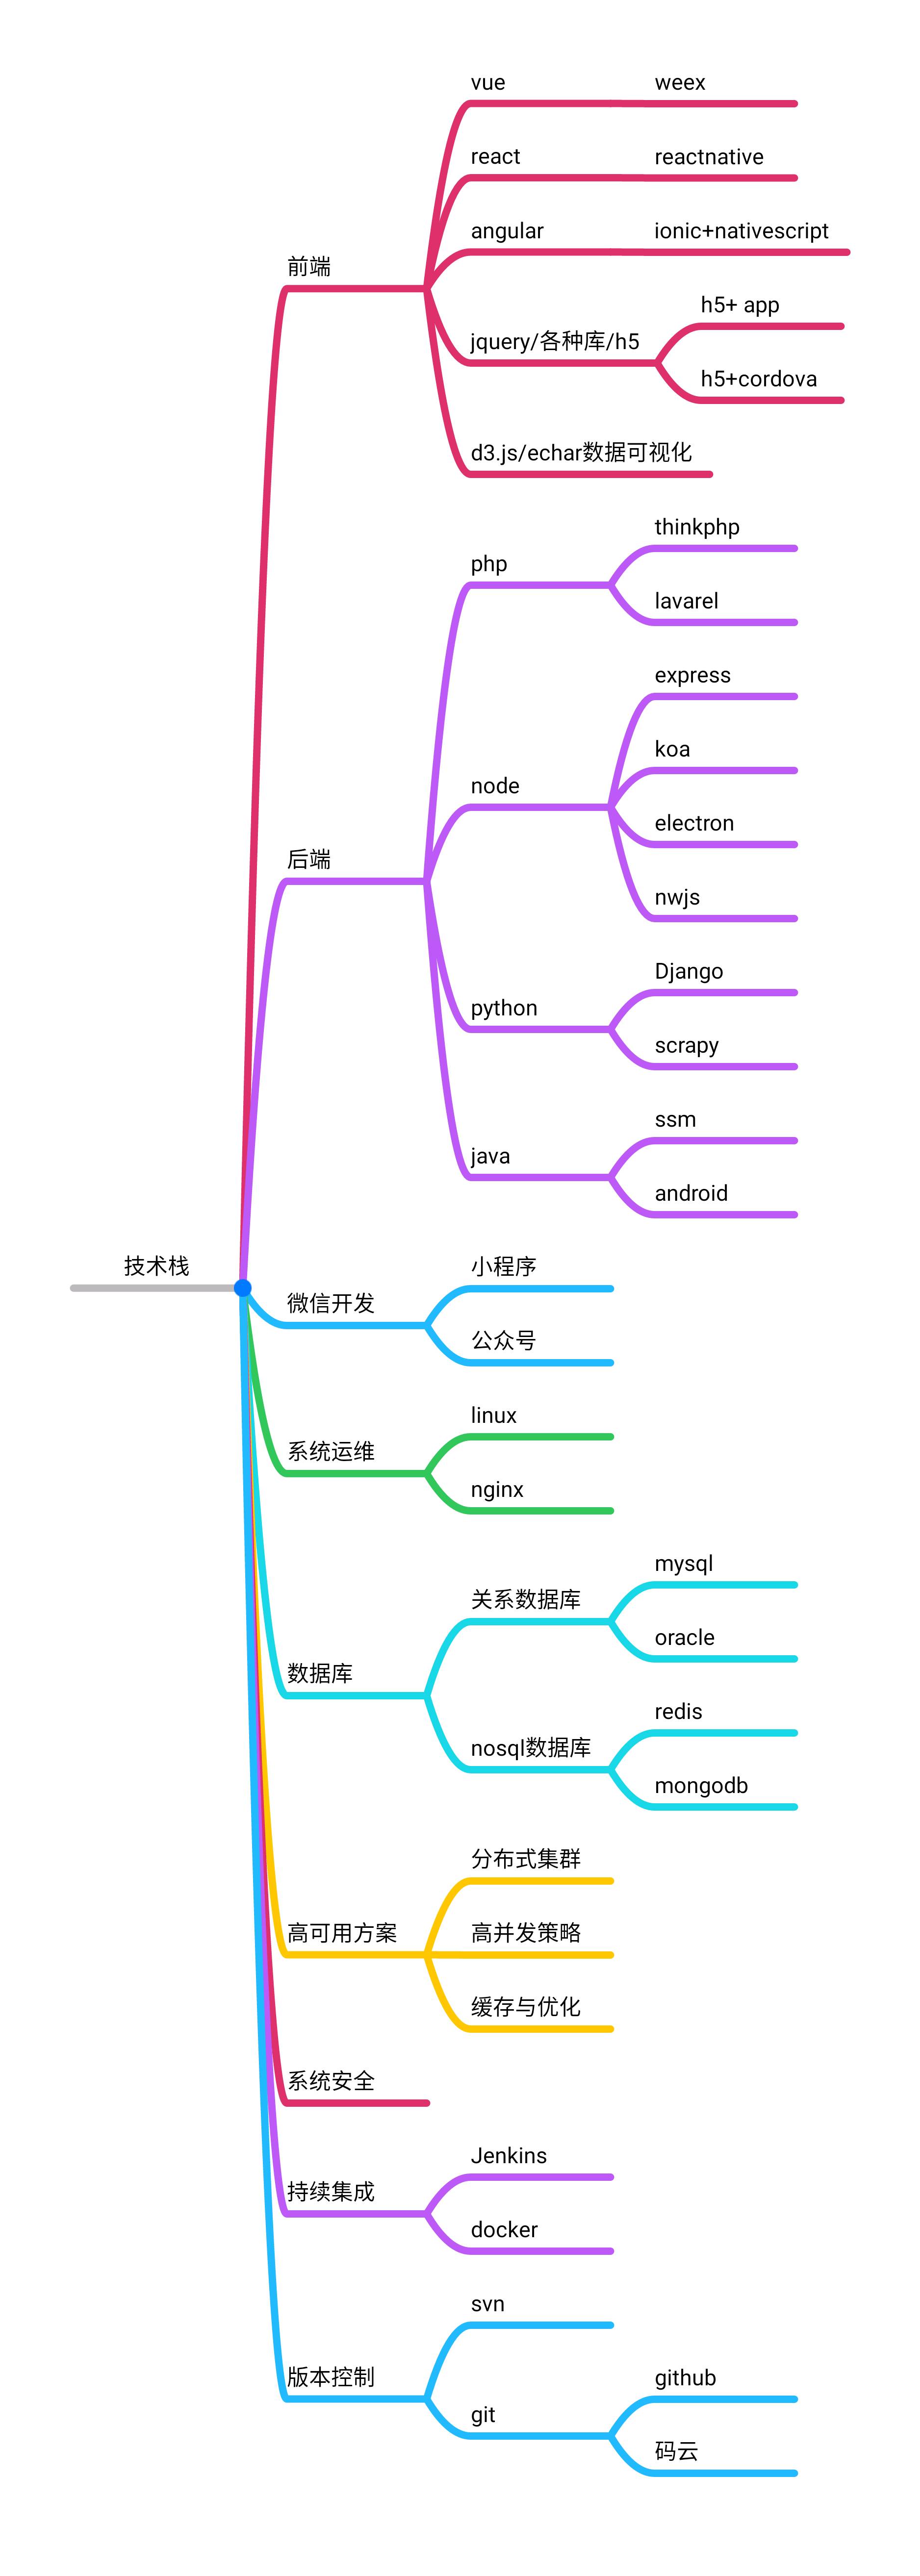 vue
weex
react
reactnative
angular
ionic+nativescript
前端
h5+ app
jquery/各种库/h5
h5+cordova
d3.js/echar数据可视化
thinkphp
php
lavarel
express
koa
node
electron
后端
nwjs
Django
python
scrapy
ssm
java
android
技术栈
小程序
微信开发
公众号
linux
系统运维
nginx
mysql
关系数据库
oracle
数据库
redis
nosql数据库
mongodb
分布式集群
高可用方案
高并发策略
缓存与优化
系统安全
Jenkins
持续集成
docker
svn
版本控制
github
git
码云